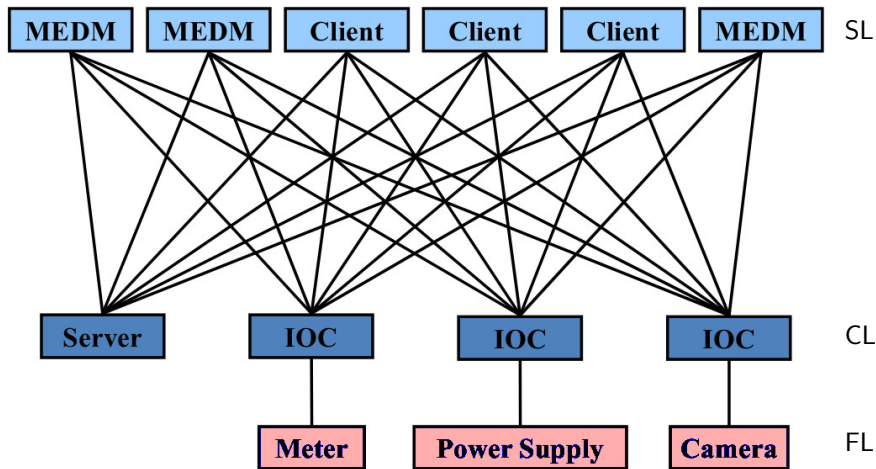 MEDM MEDM Client Client Client MEDM SL
Server IOC IOC IOC CL
Meter Power Supply Camera FL